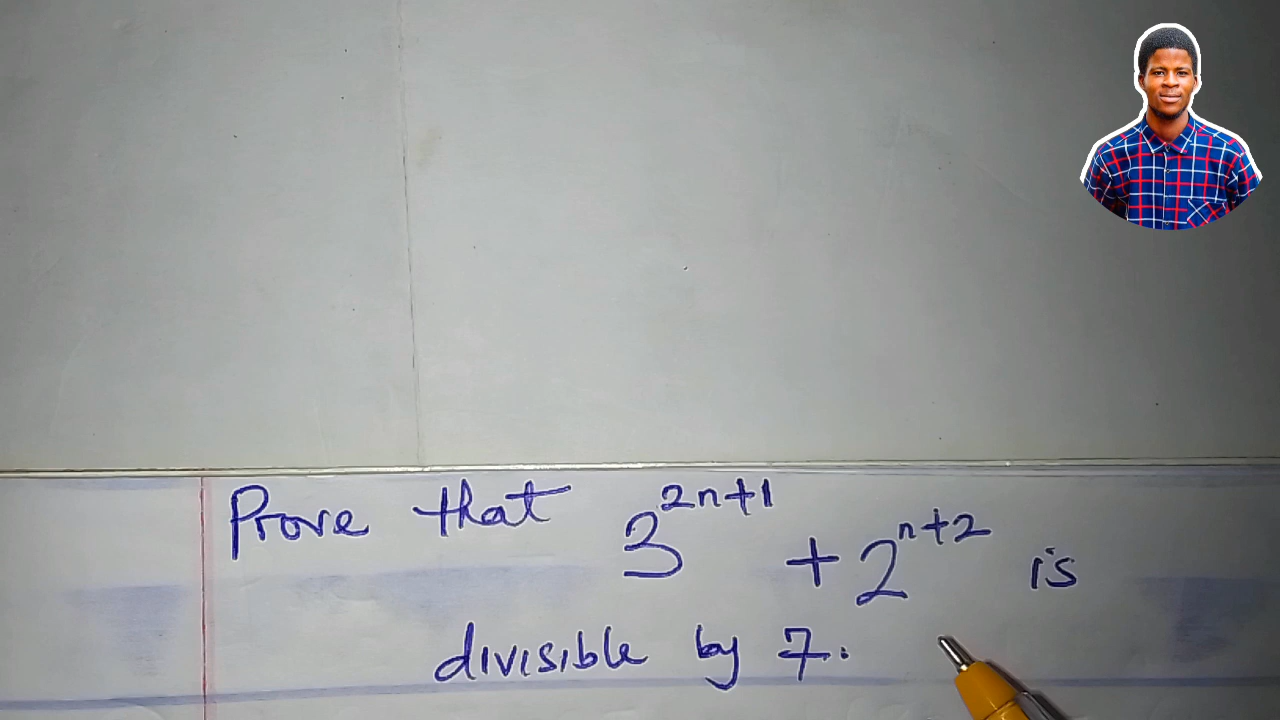 Prove that 3^{2n+1} + 2^{n+2} is
divisible by 7.